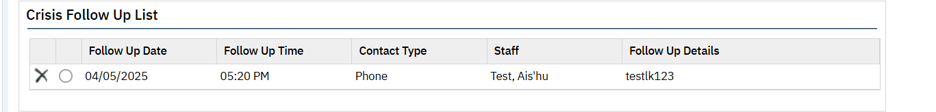 Crisis Follow Up List
Follow Up Date Follow Up Time Contact Type Staff Follow Up Details
04/05/2025 05:20 PM Phone Test, Ais'hu testlk123